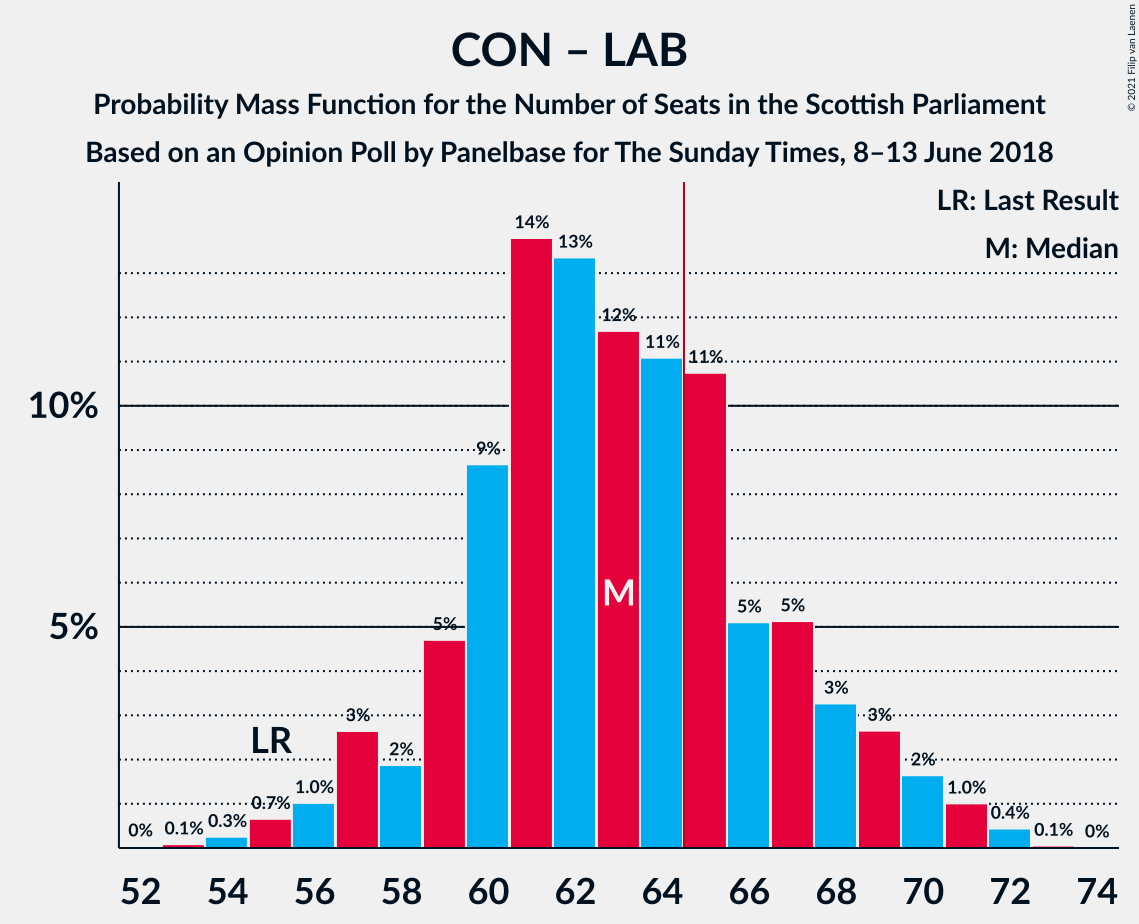 CON – LAB
Probability Mass Function for the Number of Seats in the Scottish Parliament
Based on an Opinion Poll by Panelbase for The Sunday Times, 8–13 June 2018
© 2021 Filip van Laenen
LR: Last Result
M: Median
14%
13%
12%
11%
11%
10%
9%
M
5%
5%
5%
5%
3%
3%
3%
LR
2%
2%
1.0%
1.0%
0.7%
0.4%
0.3%
0.1%
0.1%
0%
0%
52 54 56 58 60 62 64 66 68 70 72 74